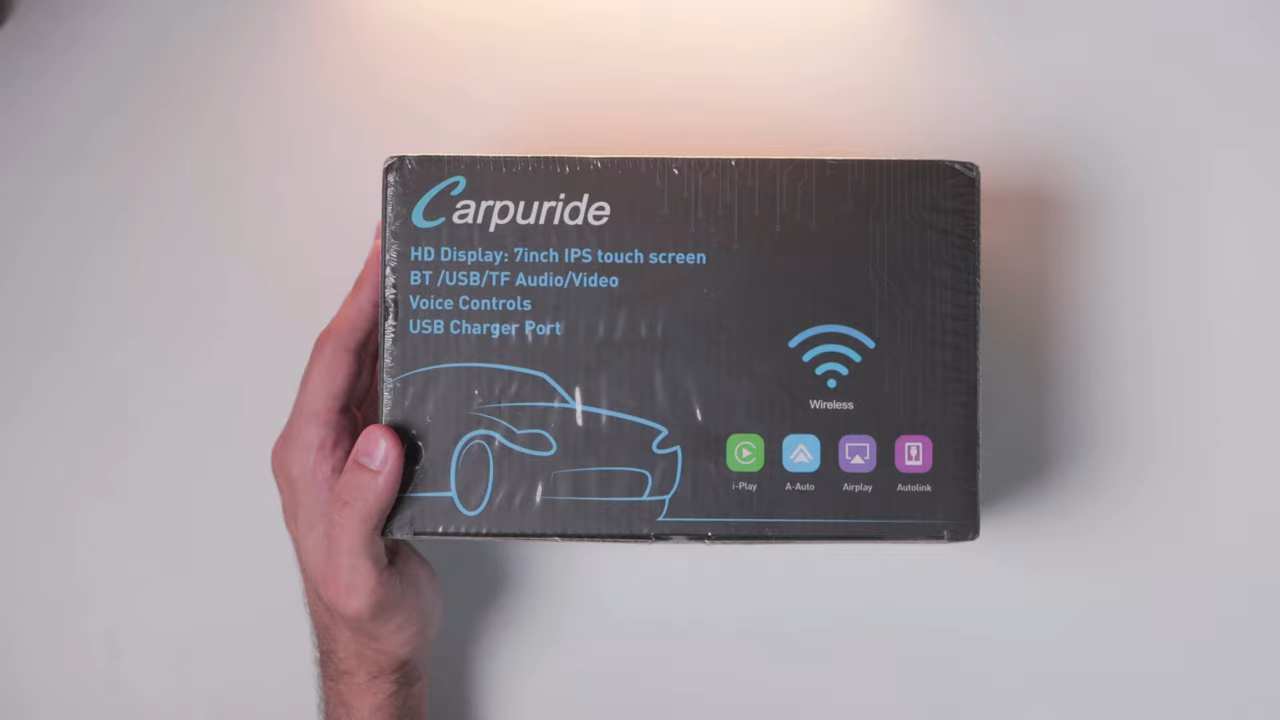 Carpuride
HD Display: 7inch IPS touch screen
BT /USB/TF Audio/Video
Voice Controls
USB Charger Port
Wireless
i-Play
A-Auto
Airplay
Autolink